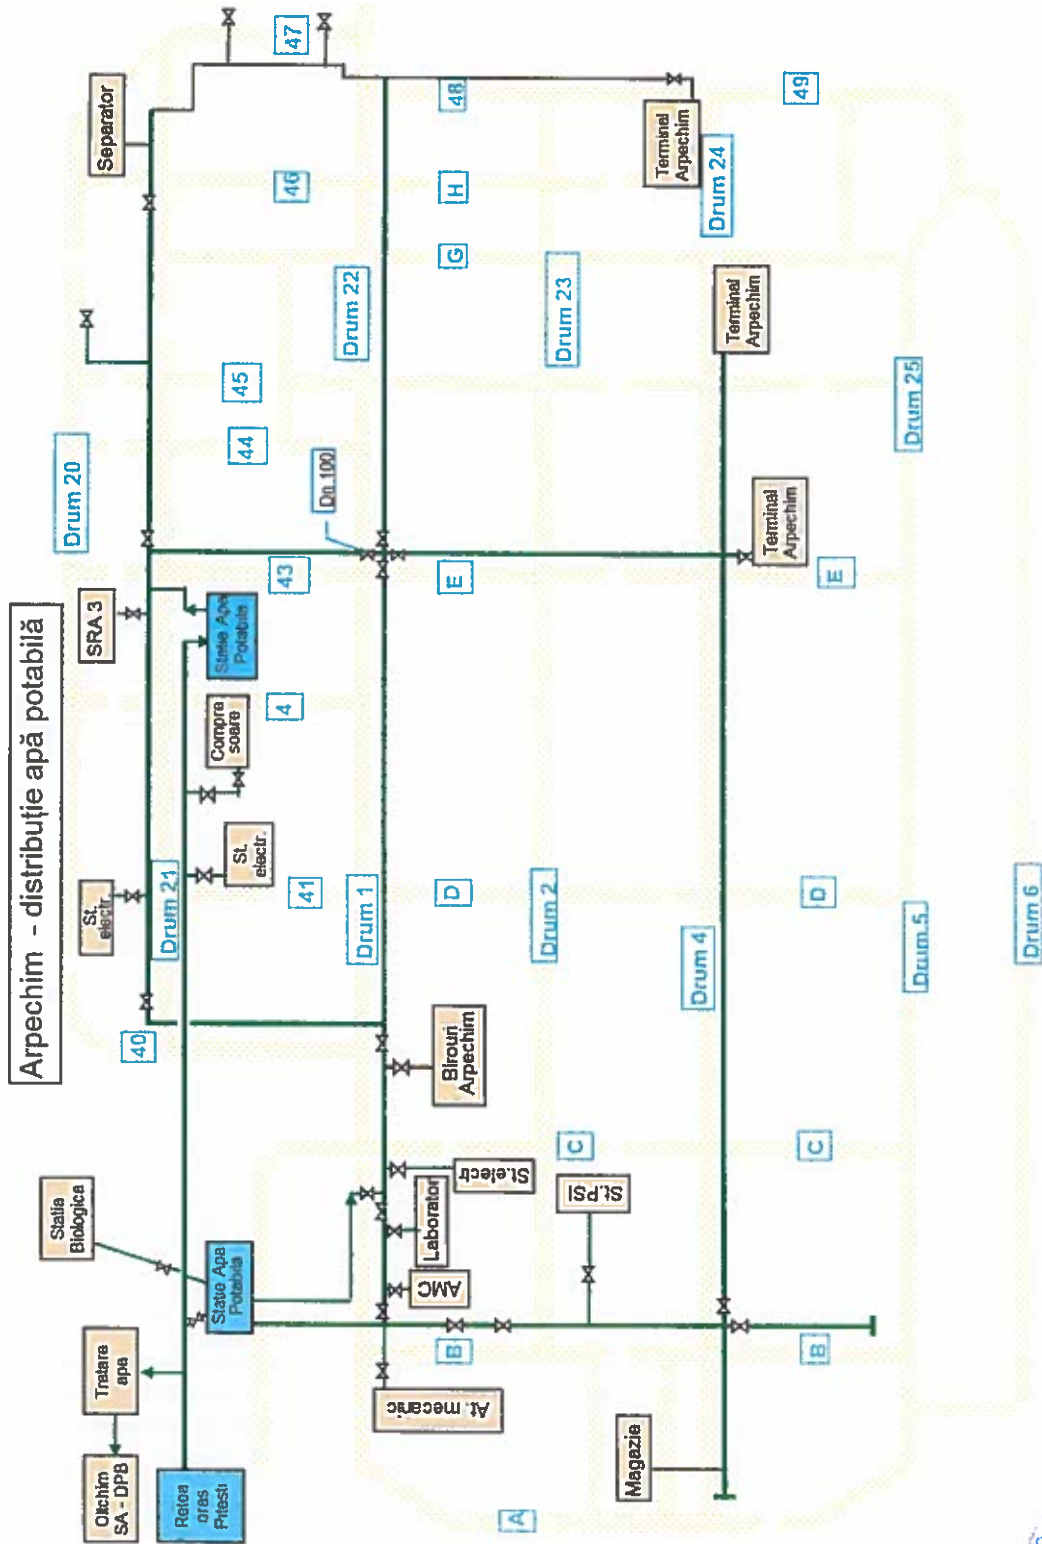 Arpechim - distribuție apă potabilă
Oltchim
SA - DPB
Tratare
apa
Statia
Biologica
Retea
oras
Pitesti
Statie Apa
Potabila
40
St.
electr.
SRA 3
Drum 20
Separator
47
Drum 21
St.
electr.
Compre
soare
Statie Apa
Potabila
41
4
43
44
45
46
Dn 100
Drum 1
Drum 22
At. mecanic
AMC
Laborator
St.electr
Birouri
Arpechim
B
D
E
G
H
48
A
St.PSI
C
Drum 2
Drum 23
Magazie
Drum 4
Terminal
Arpechim
Terminal
Arpechim
Terminal
Arpechim
Drum 24
B
C
D
E
49
Drum 5
Drum 25
Drum 6